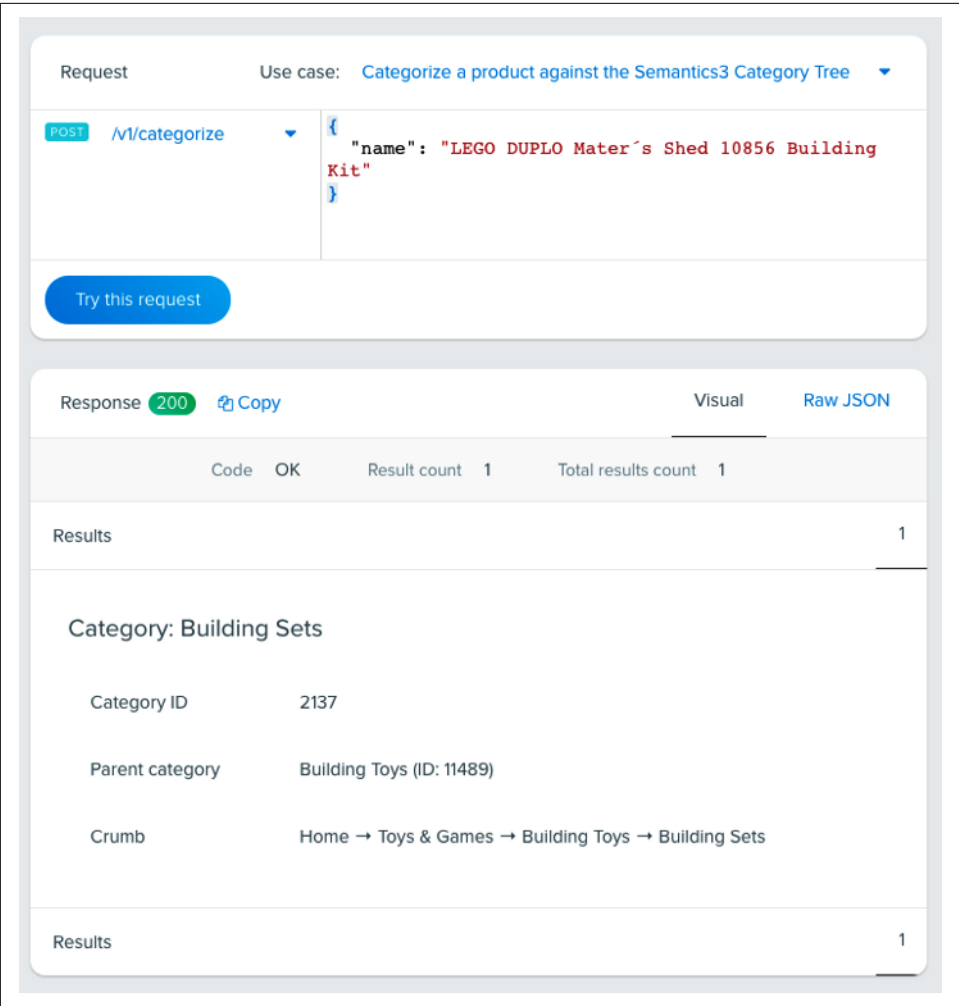 Request Use case: Categorize a product against the Semantics3 Category Tree
POST /v1/categorize
{
"name": "LEGO DUPLO Mater´s Shed 10856 Building
Kit"
}
Try this request
Response 200 Copy Visual Raw JSON
Code OK Result count 1 Total results count 1
Results 1
Category: Building Sets
Category ID 2137
Parent category Building Toys (ID: 11489)
Crumb Home → Toys & Games → Building Toys → Building Sets
Results 1